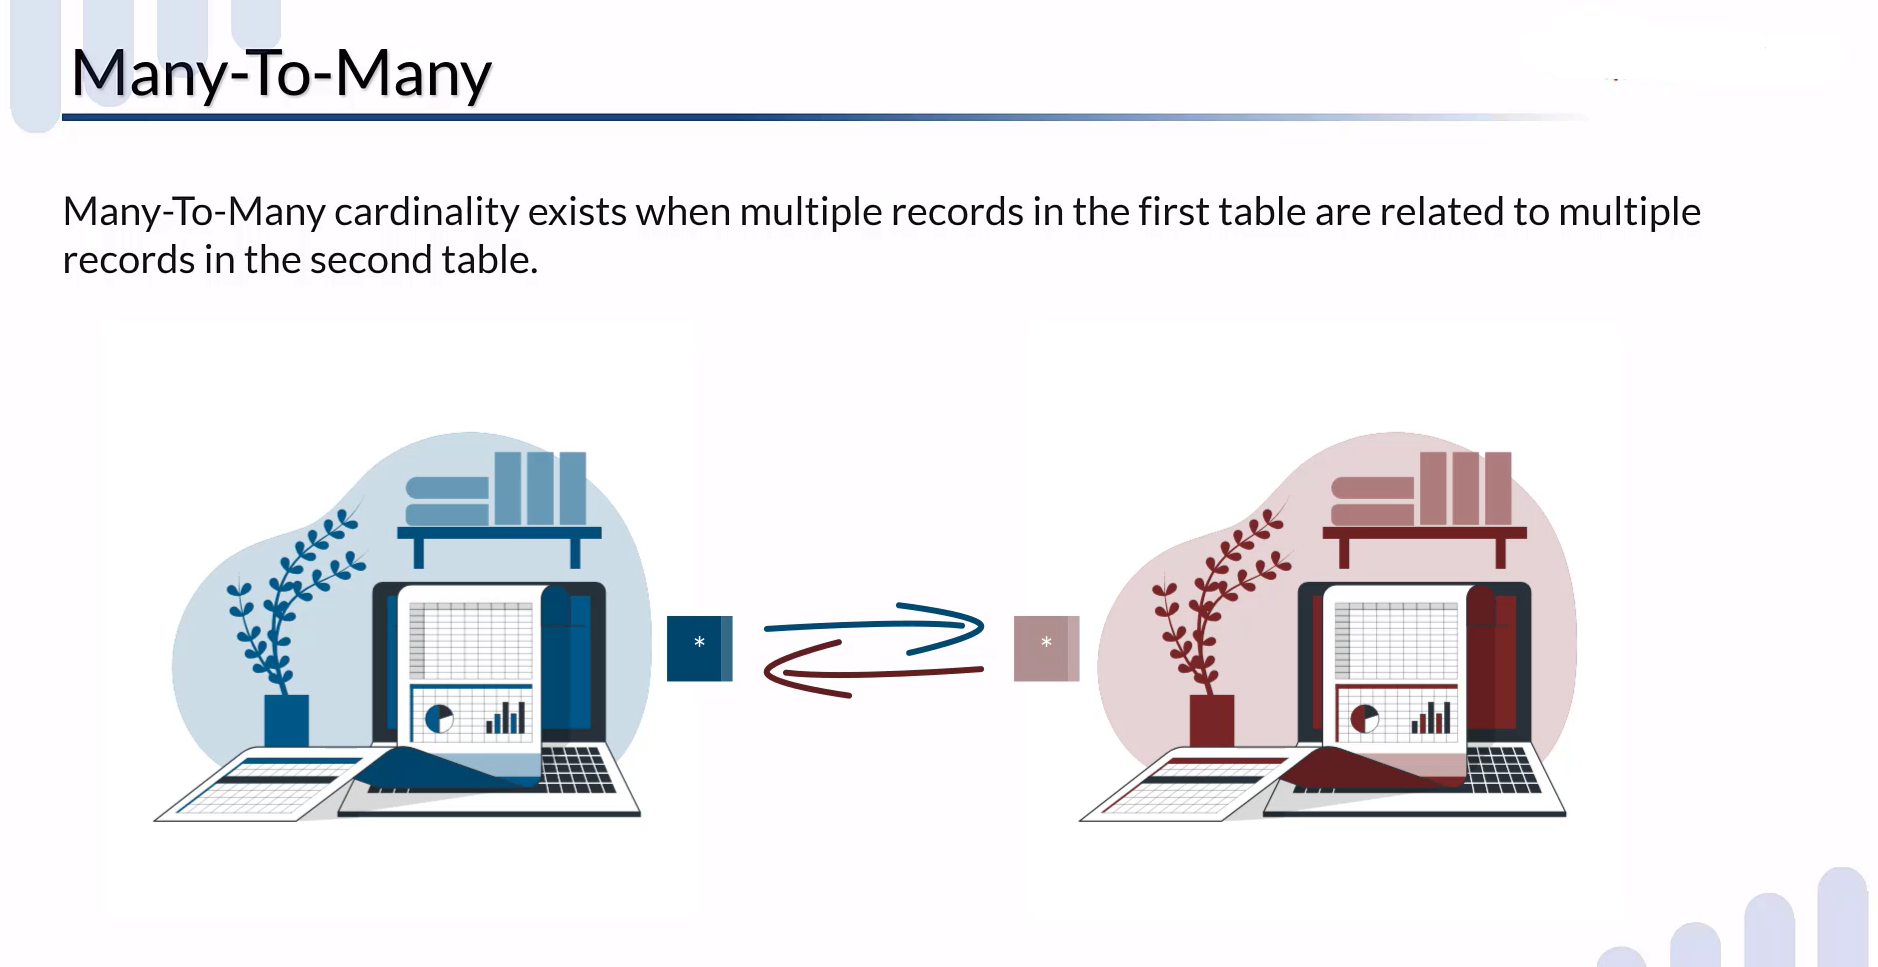 Many-To-Many
Many-To-Many cardinality exists when multiple records in the first table are related to multiple
records in the second table.
*
*